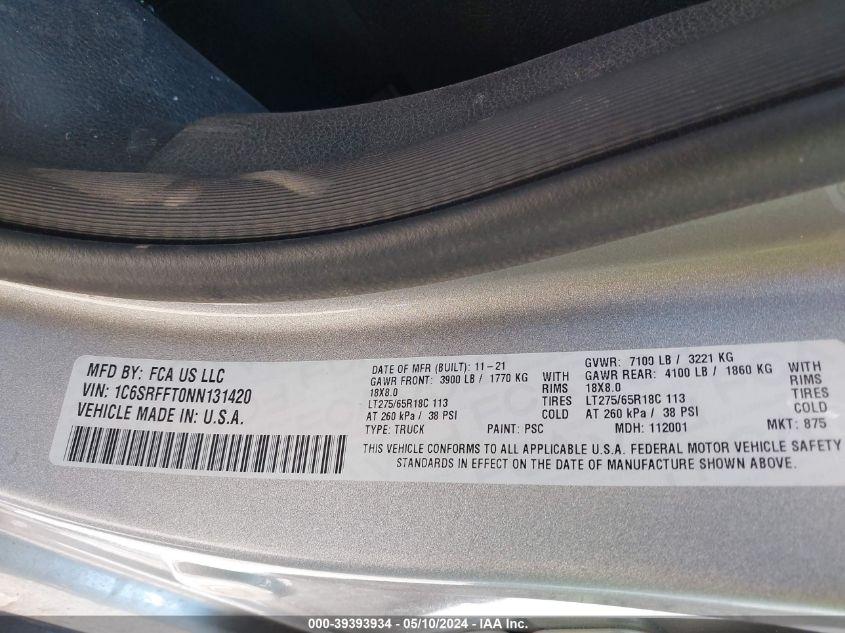 MFD BY: FCA US LLC
VIN: 1C6SRFFT0NN131420
VEHICLE MADE IN: U.S.A.
DATE OF MFR (BUILT): 11-21
GAWR FRONT: 3900 LB / 1770 KG WITH
18X8.0 RIMS
LT275/65R18C 113 TIRES
AT 260 kPa / 38 PSI COLD
TYPE: TRUCK PAINT: PSC
GVWR: 7100 LB / 3221 KG
GAWR REAR: 4100 LB / 1860 KG WITH
18X8.0 RIMS
LT275/65R18C 113 TIRES
AT 260 kPa / 38 PSI COLD
MDH: 112001 MKT: 875
THIS VEHICLE CONFORMS TO ALL APPLICABLE U.S.A. FEDERAL MOTOR VEHICLE SAFETY
STANDARDS IN EFFECT ON THE DATE OF MANUFACTURE SHOWN ABOVE.
000-39393934 - 05/10/2024 - IAA Inc.